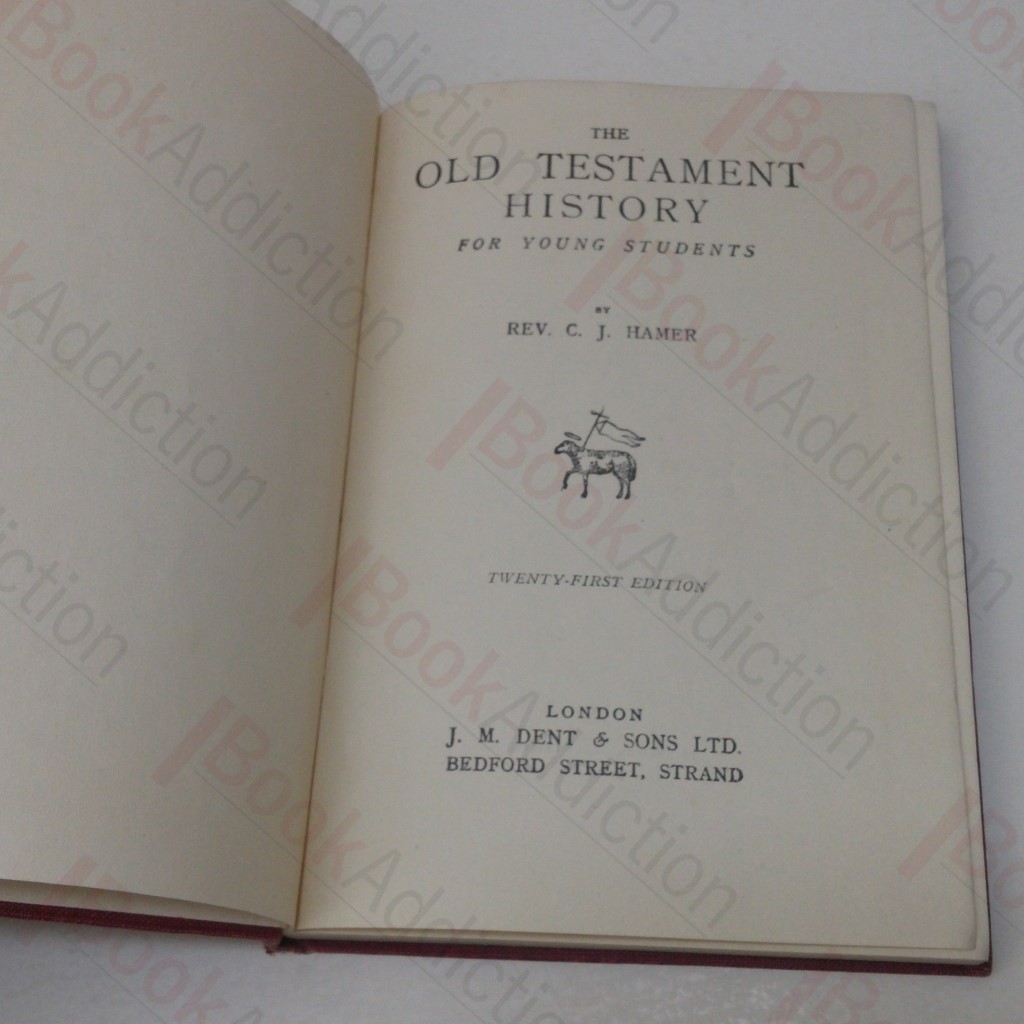 THE
OLD TESTAMENT
HISTORY
FOR YOUNG STUDENTS
BY
REV. C. J. HAMER
TWENTY-FIRST EDITION
LONDON
J. M. DENT & SONS LTD.
BEDFORD STREET, STRAND
BookAddiction